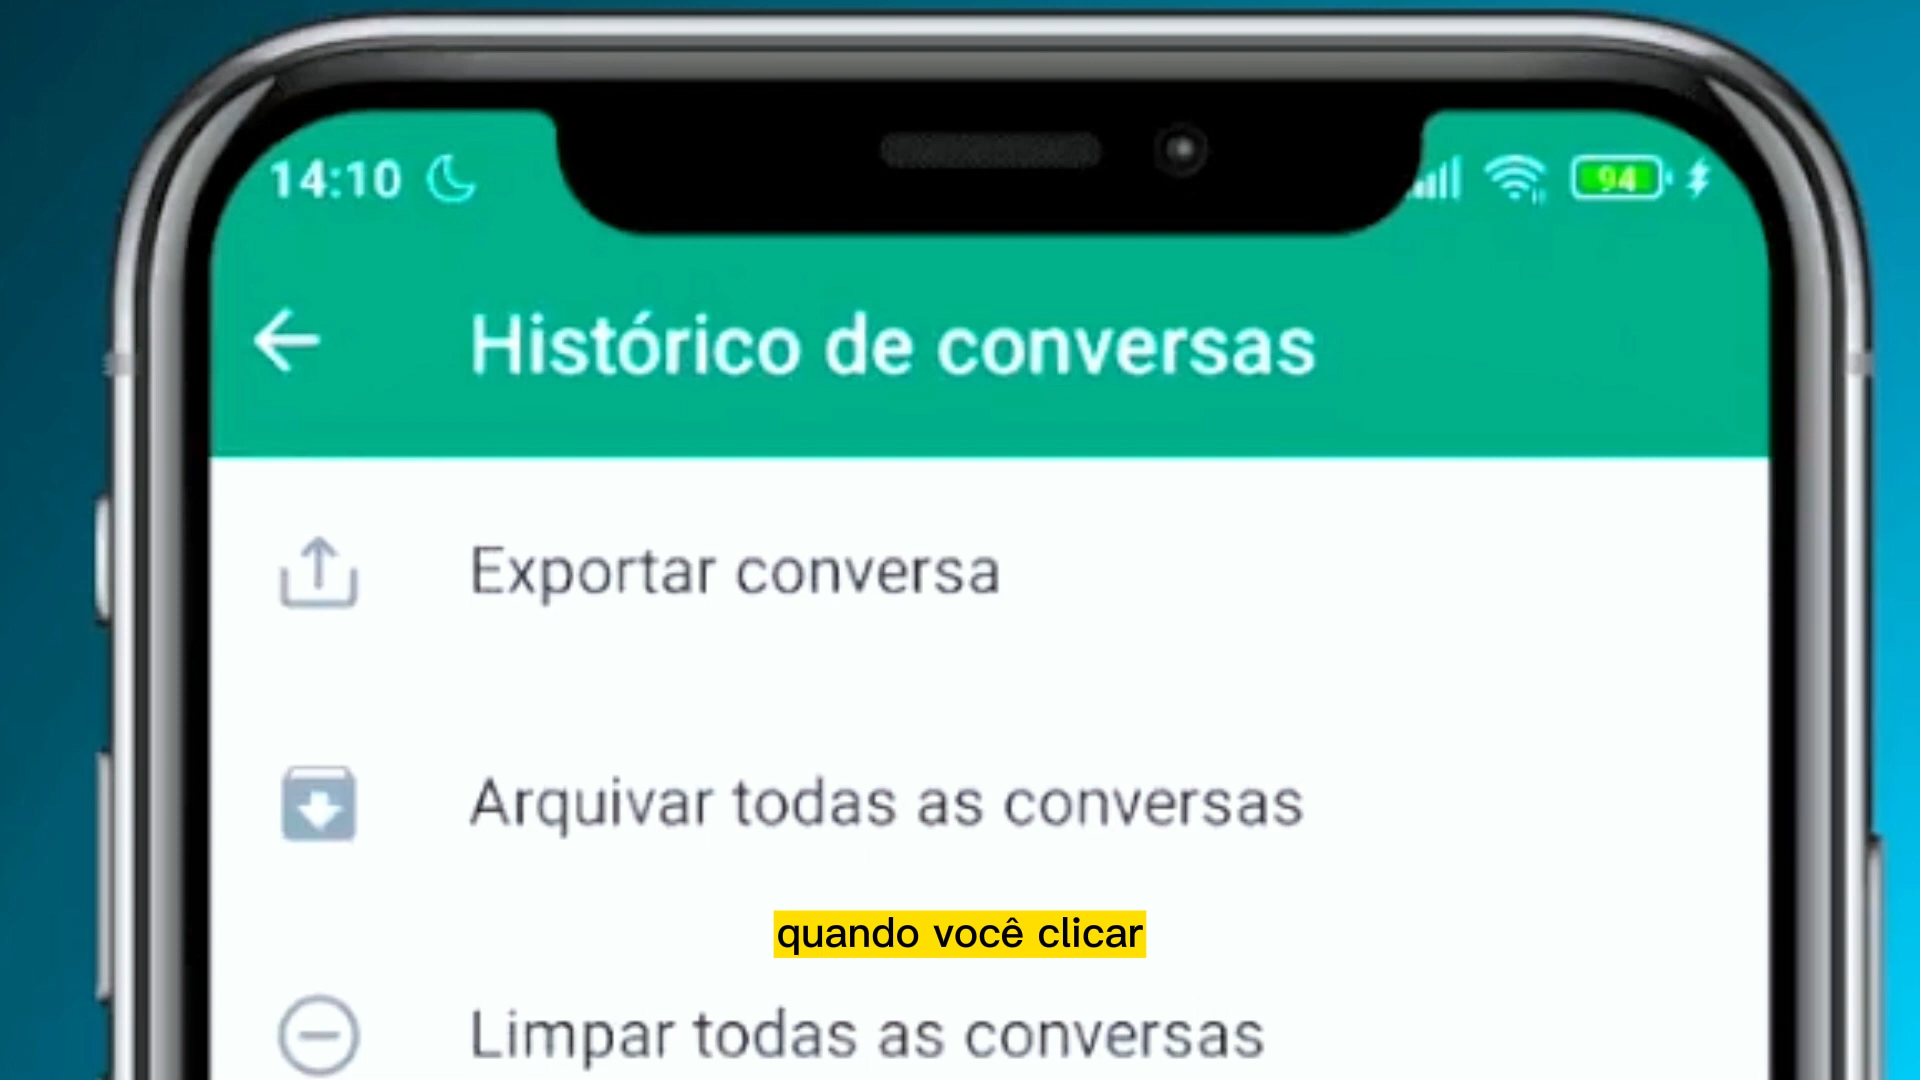 14:10
94
Histórico de conversas
Exportar conversa
Arquivar todas as conversas
quando você clicar
Limpar todas as conversas